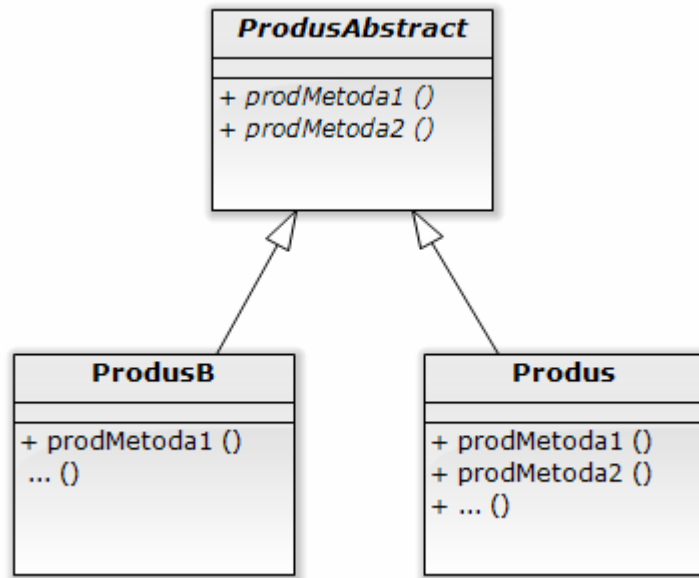 ProdusAbstract
+ prodMetoda1 ()
+ prodMetoda2 ()
ProdusB
+ prodMetoda1 ()
... ()
Produs
+ prodMetoda1 ()
+ prodMetoda2 ()
+ ... ()